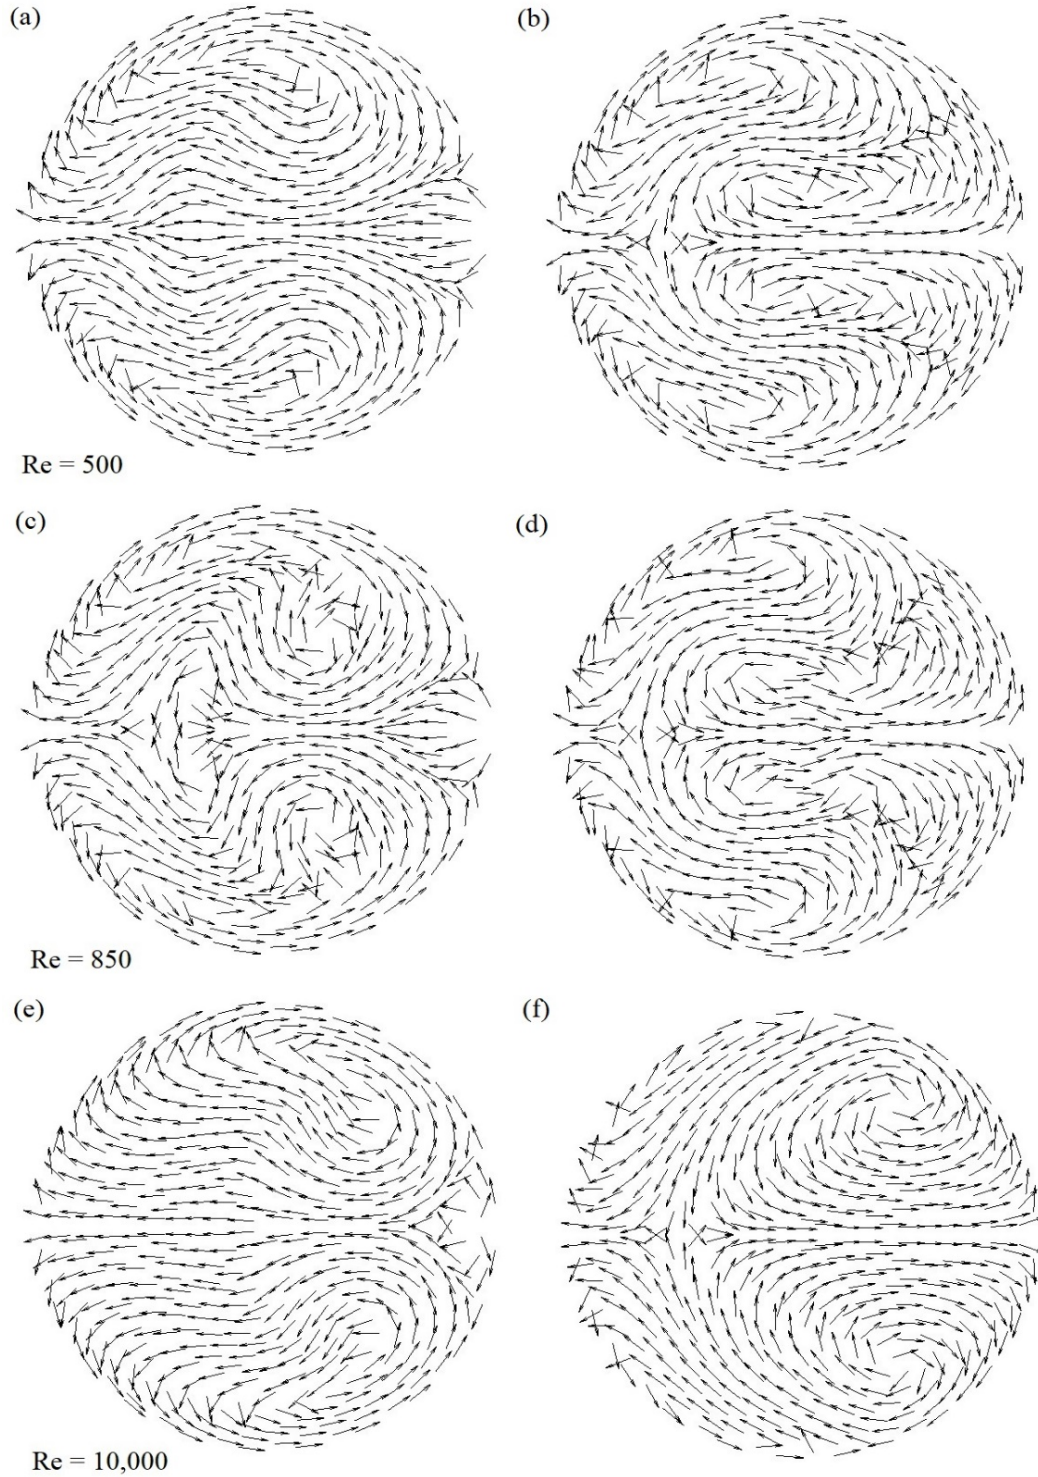 (a)
(b)
Re = 500
(c)
(d)
Re = 850
(e)
(f)
Re = 10,000